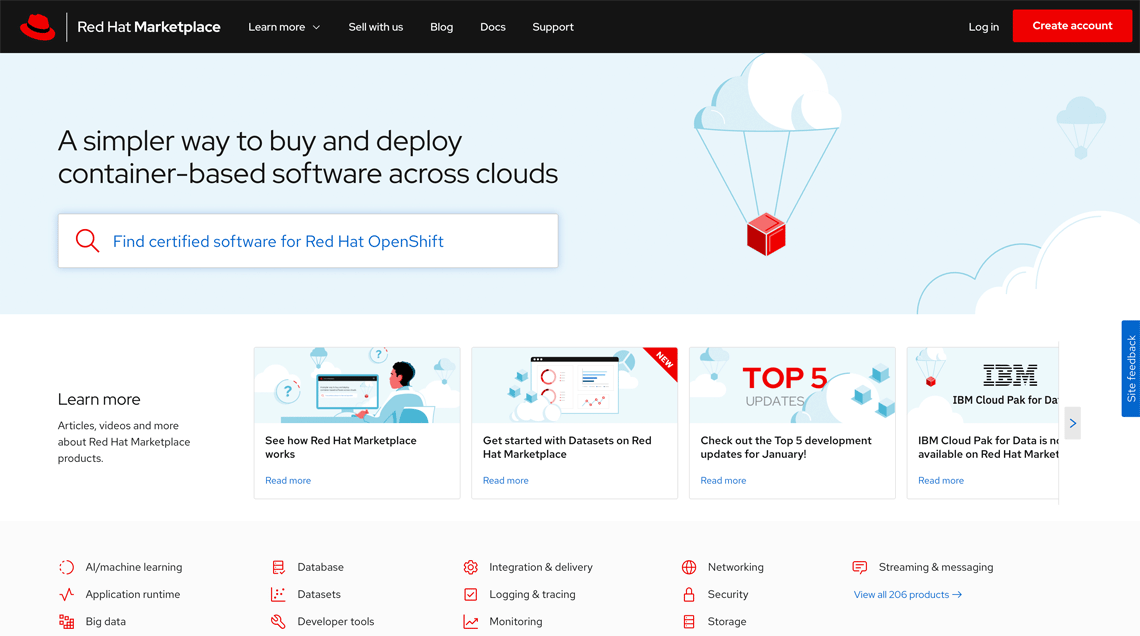 Red Hat Marketplace
Learn more
Sell with us
Blog
Docs
Support
Log in
Create account
A simpler way to buy and deploy
container-based software across clouds
Find certified software for Red Hat OpenShift
Site feedback
Learn more
Articles, videos and more
about Red Hat Marketplace
products.
?
?
See how Red Hat Marketplace
works
Read more
NEW
Get started with Datasets on Red
Hat Marketplace
Read more
TOP 5
UPDATES
Check out the Top 5 development
updates for January!
Read more
IBM
IBM Cloud Pak for Da
IBM Cloud Pak for Data is
available on Red Hat
Read more
AI/machine learning
Application runtime
Big data
Database
Datasets
Developer tools
Integration & delivery
Logging & tracing
Monitoring
Networking
Security
Storage
Streaming & messaging
View all 206 products →